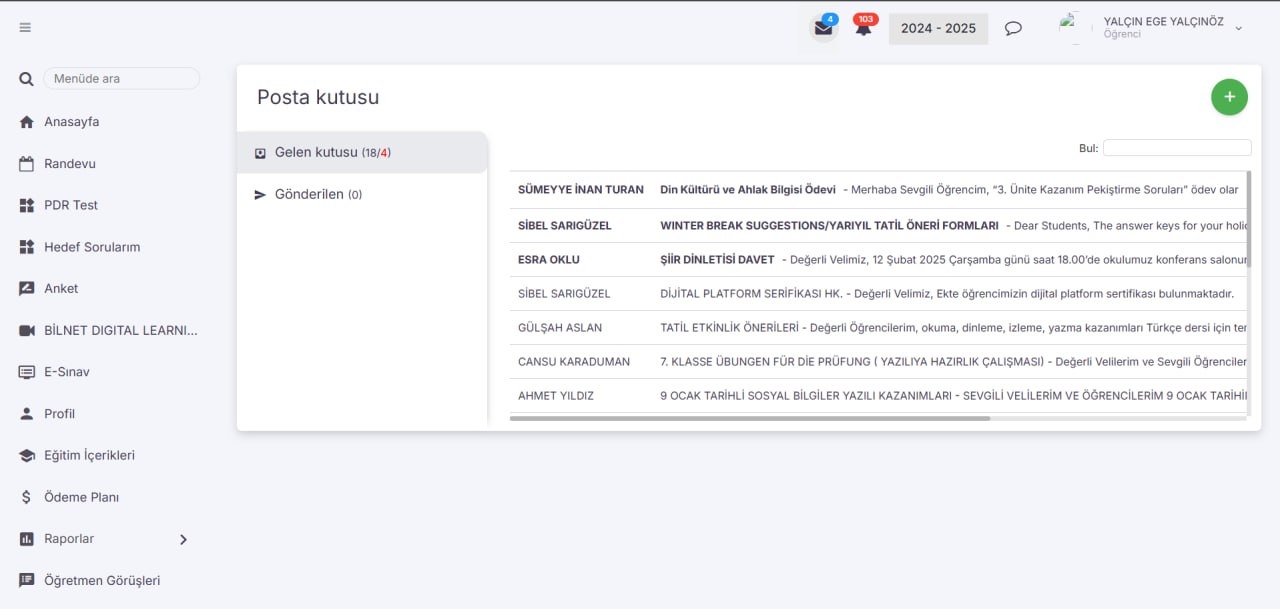 4
103
2024 - 2025
YALÇIN EGE YALÇINÖZ
Öğrenci
Menüde ara
Anasayfa
Randevu
PDR Test
Hedef Sorularım
Anket
BİLNET DIGITAL LEARNI...
E-Sınav
Profil
Eğitim İçerikleri
Ödeme Planı
Raporlar
Öğretmen Görüşleri
Posta kutusu
Gelen kutusu (18/4)
Gönderilen (0)
Bul:
SÜMEYYE İNAN TURAN Din Kültürü ve Ahlak Bilgisi Ödevi - Merhaba Sevgili Öğrencim, “3. Ünite Kazanım Pekiştirme Soruları” ödev olar
SİBEL SARIGÜZEL WINTER BREAK SUGGESTIONS/YARIYIL TATİL ÖNERİ FORMLARI - Dear Students, The answer keys for your holid
ESRA OKLU ŞİİR DİNLETİSİ DAVET - Değerli Velimiz, 12 Şubat 2025 Çarşamba günü saat 18.00’de okulumuz konferans salonun
SİBEL SARIGÜZEL DİJİTAL PLATFORM SERİFİKASI HK. - Değerli Velimiz, Ekte öğrencimizin dijital platform sertifikası bulunmaktadır.
GÜLŞAH ASLAN TATİL ETKİNLİK ÖNERİLERİ - Değerli Öğrencilerim, okuma, dinleme, izleme, yazma kazanımları Türkçe dersi için ter
CANSU KARADUMAN 7. KLASSE ÜBUNGEN FÜR DİE PRÜFUNG ( YAZILIYA HAZIRLIK ÇALIŞMASI) - Değerli Velilerim ve Sevgili Öğrenciler
AHMET YILDIZ 9 OCAK TARİHLİ SOSYAL BİLGİLER YAZILI KAZANIMLARI - SEVGİLİ VELİLERİM VE ÖĞRENCİLERİM 9 OCAK TARİHİ